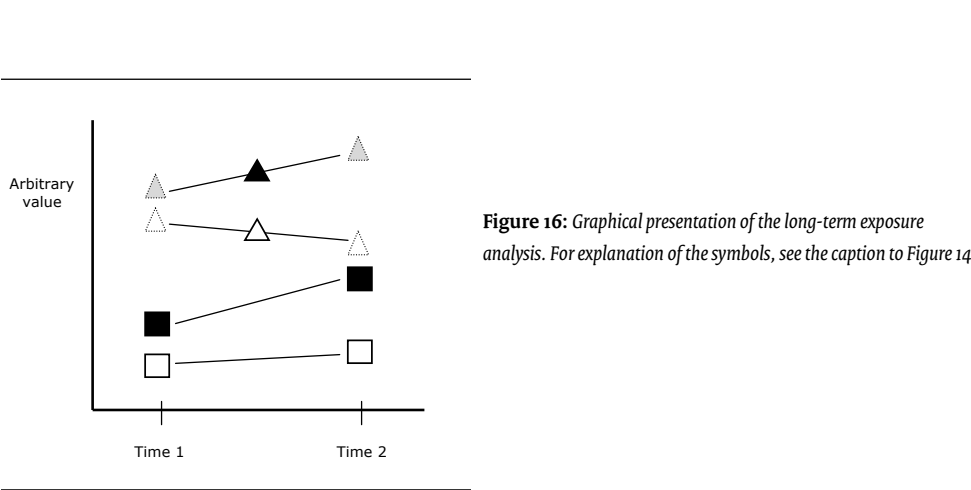 Arbitrary
value
Time 1
Time 2
Figure 16: Graphical presentation of the long-term exposure
analysis. For explanation of the symbols, see the caption to Figure 14